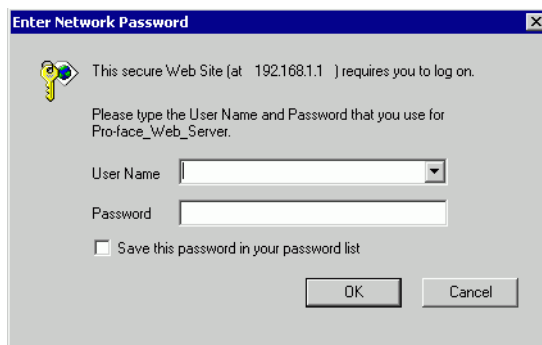 Enter Network Password
This secure Web Site (at 192.168.1.1 ) requires you to log on.
Please type the User Name and Password that you use for
Pro-face_Web_Server.
User Name
Password
Save this password in your password list
OK Cancel